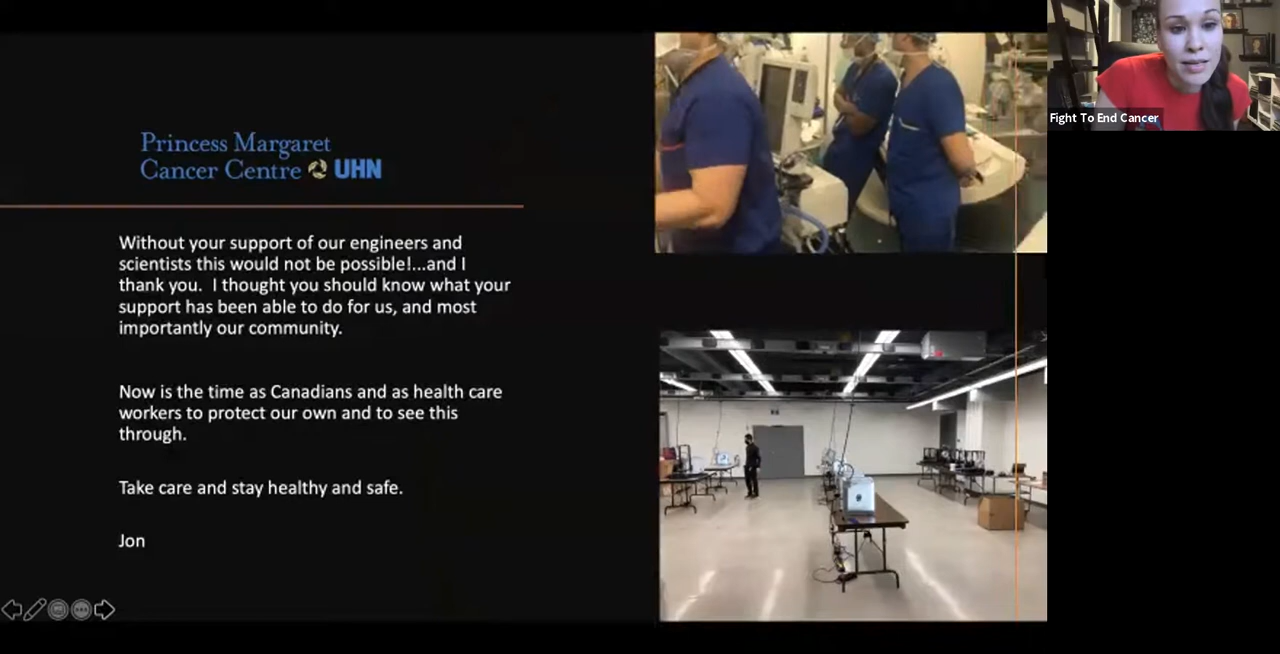 Princess Margaret
Cancer Centre UHN
Without your support of our engineers and
scientists this would not be possible!...and I
thank you.  I thought you should know what your
support has been able to do for us, and most
importantly our community.
Now is the time as Canadians and as health care
workers to protect our own and to see this
through.
Take care and stay healthy and safe.
Jon
Fight To End Cancer